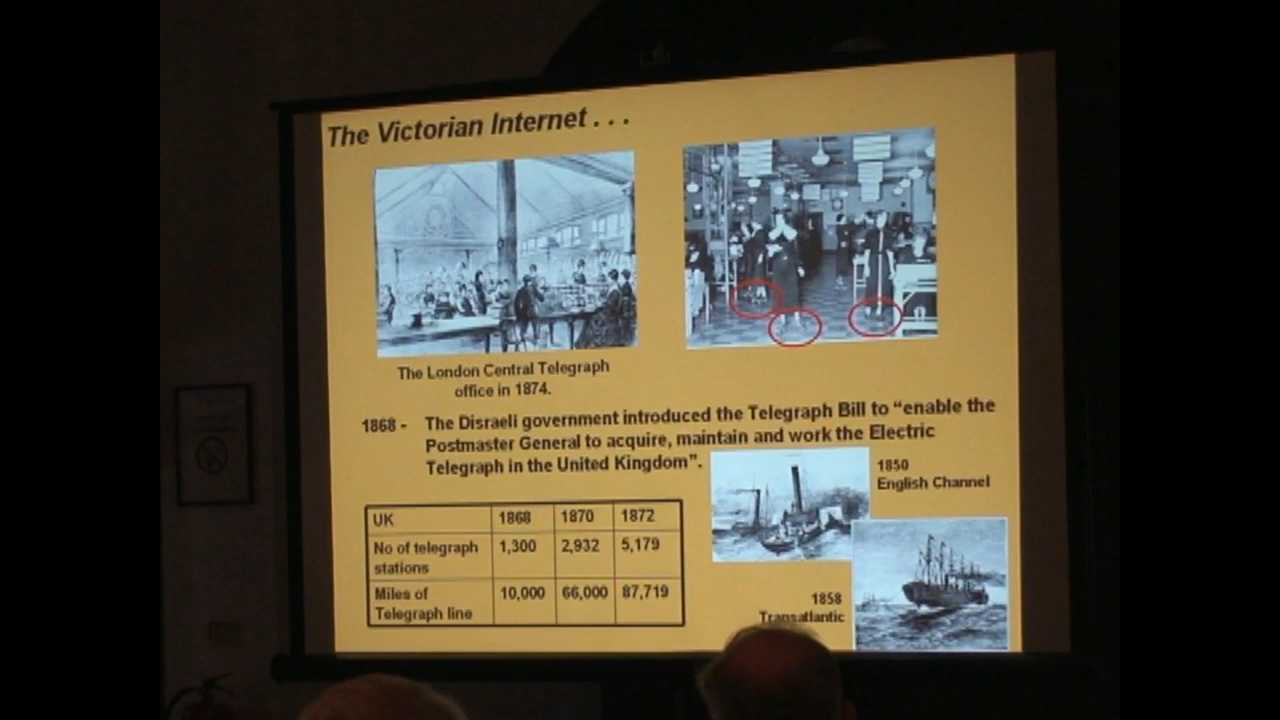 The Victorian Internet . . .
The London Central Telegraph
office in 1874.
1868 - The Disraeli government introduced the Telegraph Bill to “enable the
Postmaster General to acquire, maintain and work the Electric
Telegraph in the United Kingdom”.
1850
English Channel
UK 1868 1870 1872
No of telegraph 1,300 2,932 5,179
stations
Miles of 10,000 66,000 87,719
Telegraph line
1858
Transatlantic